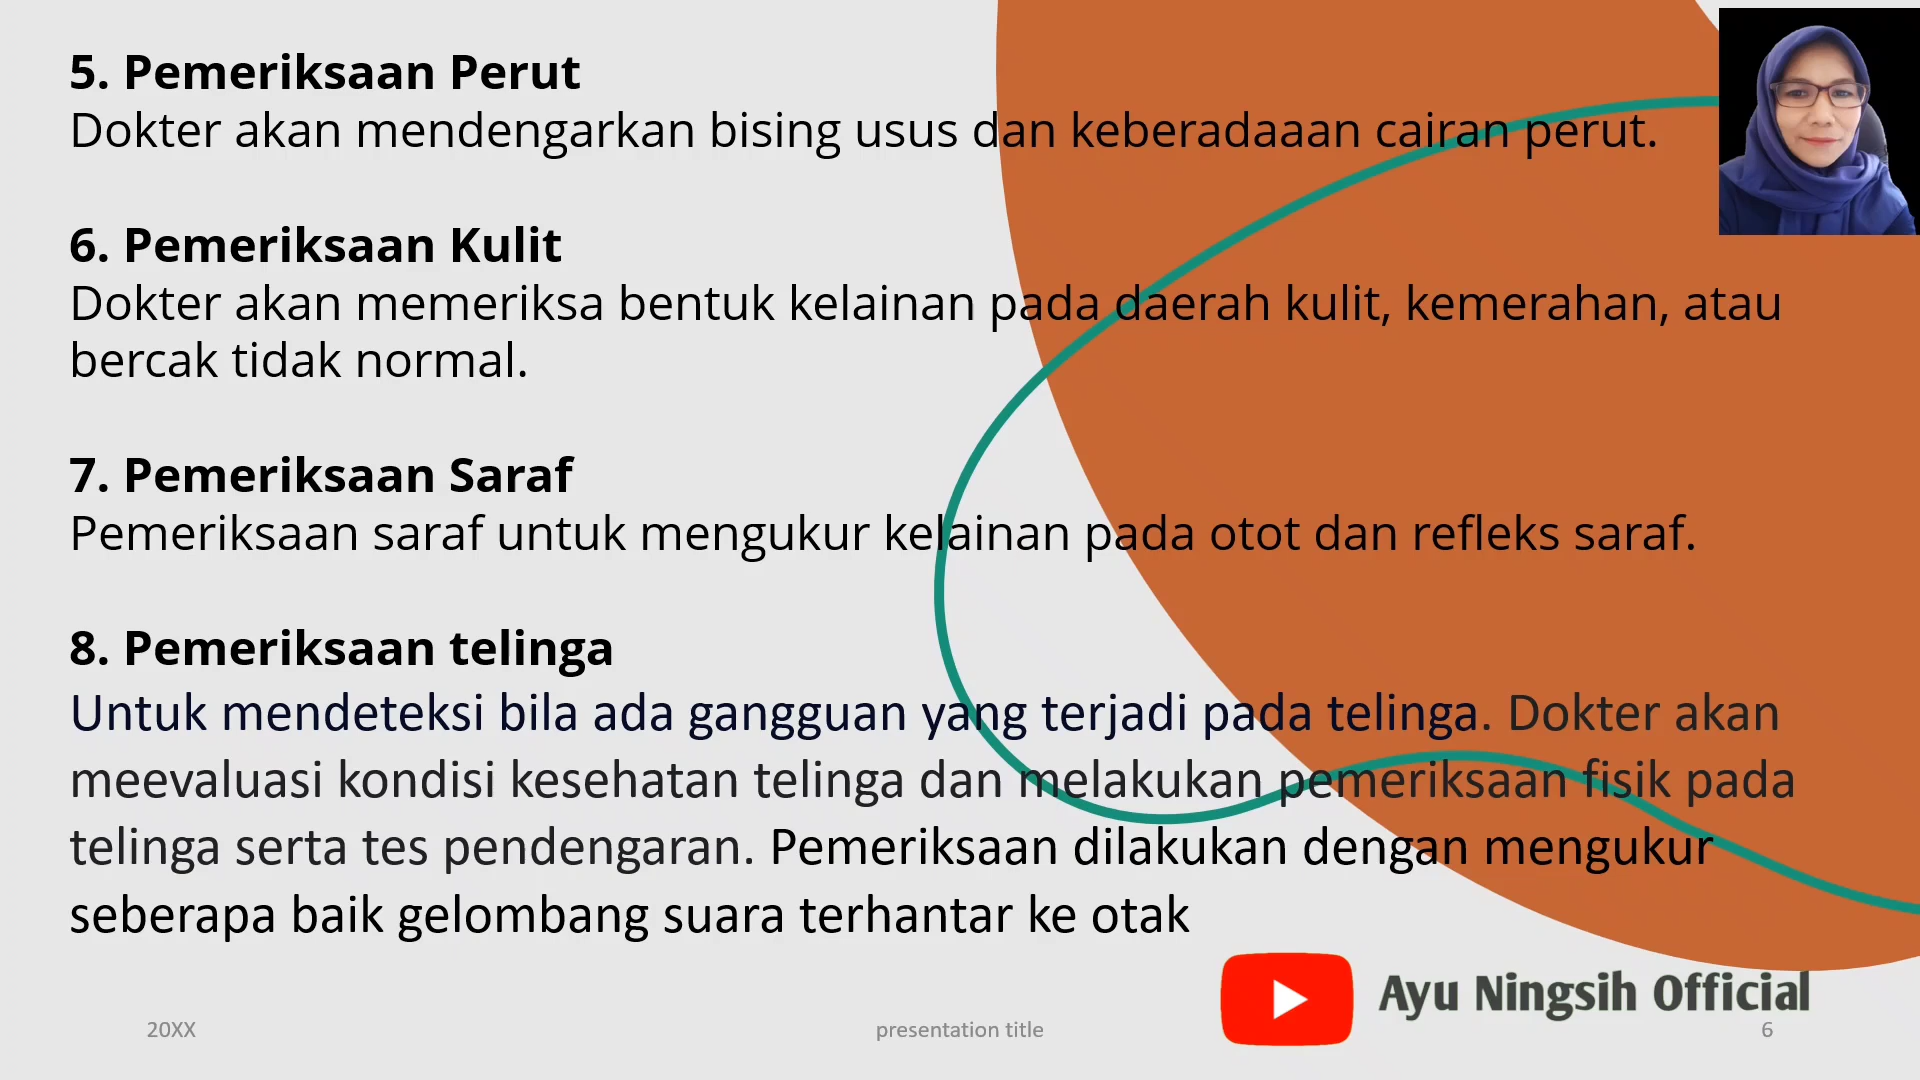 5. Pemeriksaan Perut
Dokter akan mendengarkan bising usus dan keberadaaan cairan perut.
6. Pemeriksaan Kulit
Dokter akan memeriksa bentuk kelainan pada daerah kulit, kemerahan, atau
bercak tidak normal.
7. Pemeriksaan Saraf
Pemeriksaan saraf untuk mengukur kelainan pada otot dan refleks saraf.
8. Pemeriksaan telinga
Untuk mendeteksi bila ada gangguan yang terjadi pada telinga. Dokter akan
meevaluasi kondisi kesehatan telinga dan melakukan pemeriksaan fisik pada
telinga serta tes pendengaran. Pemeriksaan dilakukan dengan mengukur
seberapa baik gelombang suara terhantar ke otak
Ayu Ningsih Official
20XX
presentation title
6